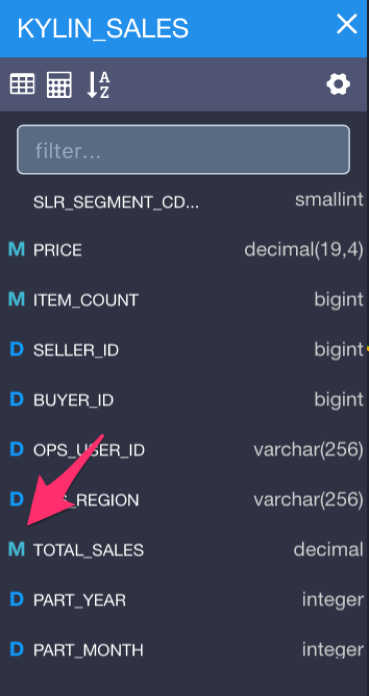 KYLIN_SALES
A
Z
filter...
SLR_SEGMENT_CD... smallint
M PRICE decimal(19,4)
M ITEM_COUNT bigint
D SELLER_ID bigint
D BUYER_ID bigint
D OPS_USER_ID varchar(256)
D _REGION varchar(256)
M TOTAL_SALES decimal
D PART_YEAR integer
D PART_MONTH integer